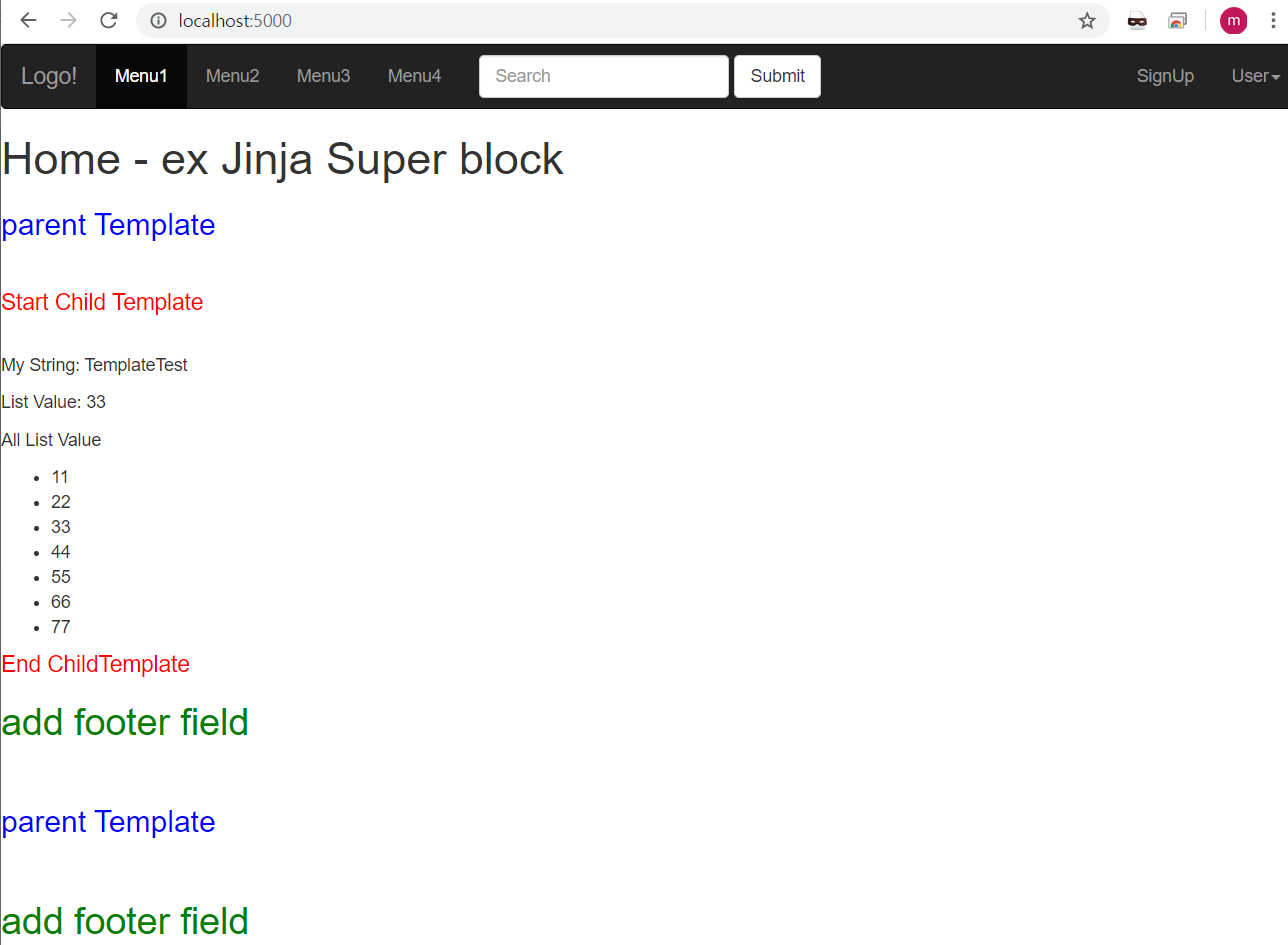 localhost:5000
m
Logo! Menu1 Menu2 Menu3 Menu4 Search Submit SignUp User
Home - ex Jinja Super block
parent Template
Start Child Template
My String: TemplateTest
List Value: 33
All List Value
11
22
33
44
55
66
77
End ChildTemplate
add footer field
parent Template
add footer field